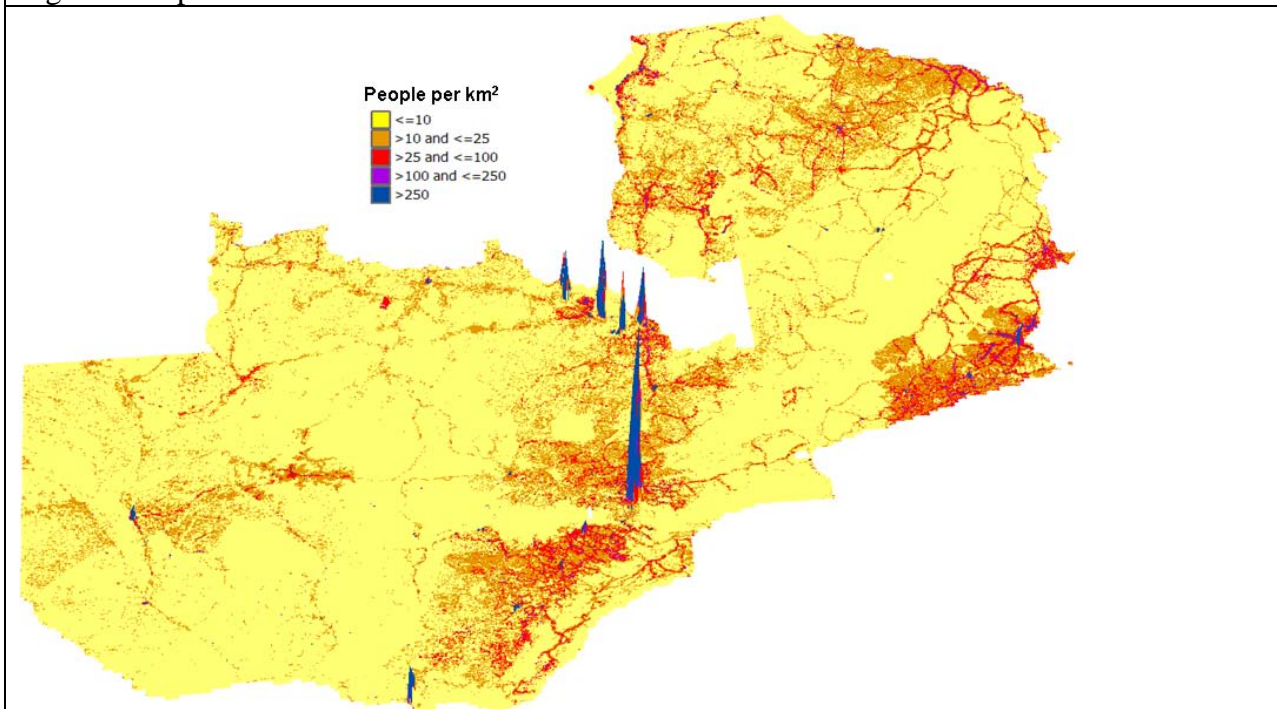 People per km²
<=10
>10 and <=25
>25 and <=100
>100 and <=250
>250